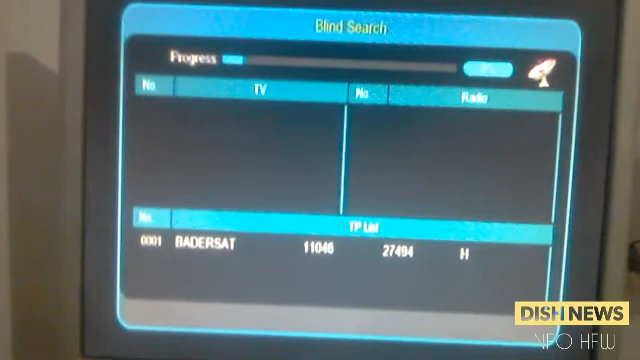 Blind Search
Progress
No. TV No. Radio
No. TP List
0001 BADERSAT 11046 27494 H
DISH NEWS